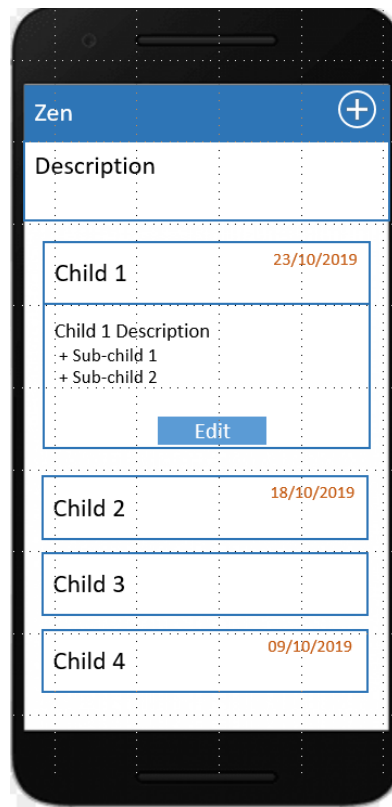 Zen
Description
Child 1
23/10/2019
Child 1 Description
+ Sub-child 1
+ Sub-child 2
Edit
Child 2
18/10/2019
Child 3
Child 4
09/10/2019